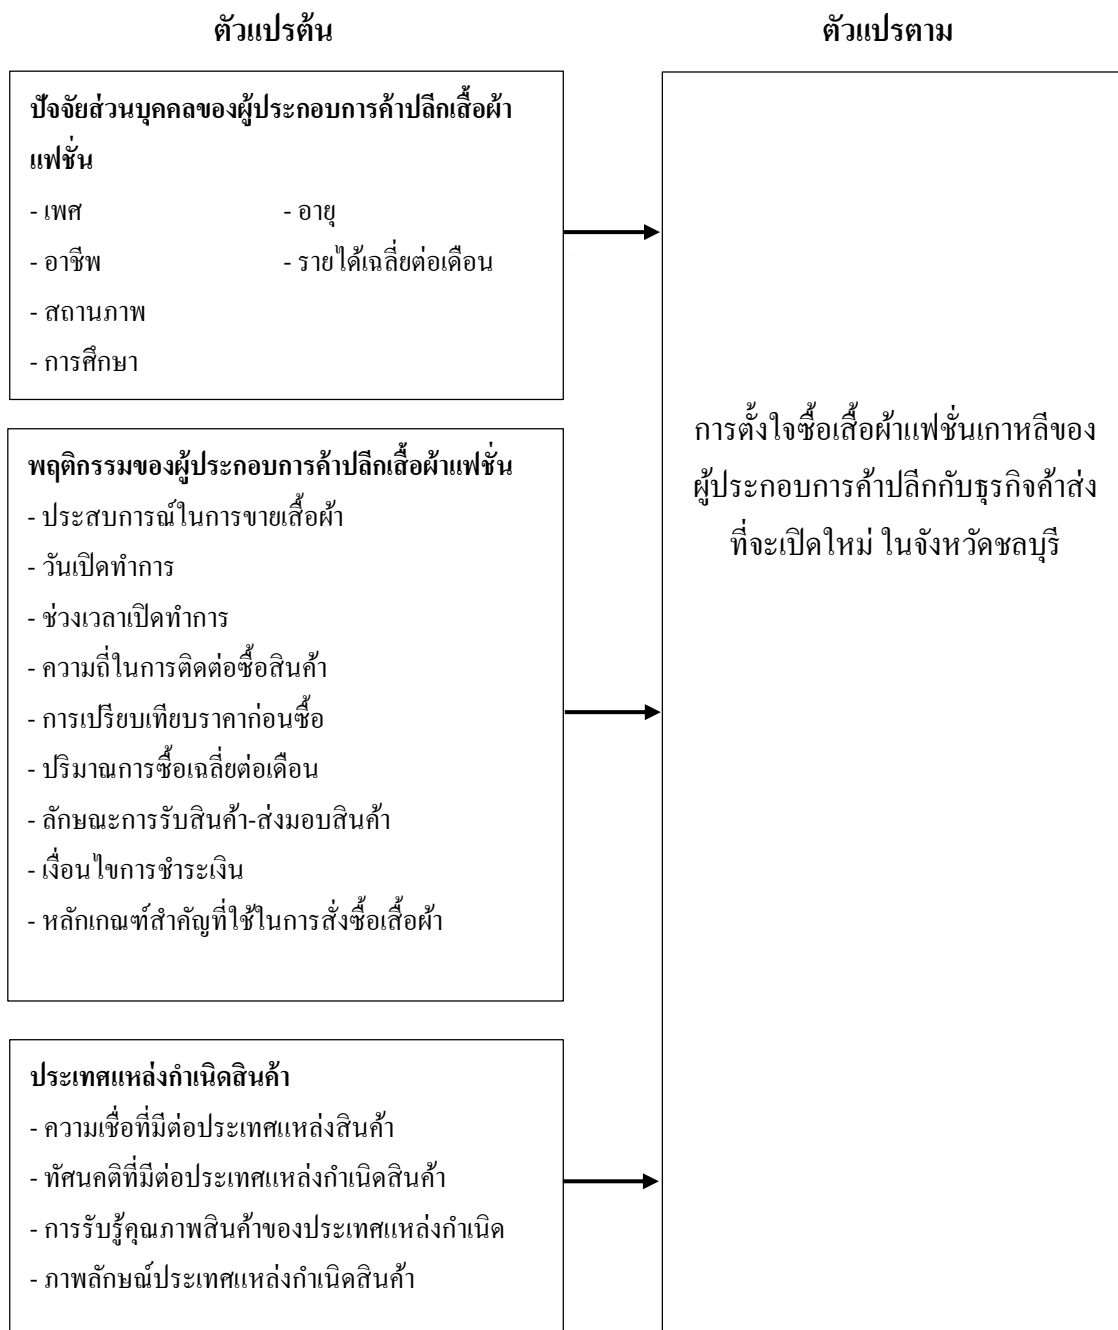 ตัวแปรต้น
ตัวแปรตาม
ปัจจัยส่วนบุคคลของผู้ประกอบการค้าปลีกเสื้อผ้า
แฟชั่น
- เพศ - อายุ
- อาชีพ - รายได้เฉลี่ยต่อเดือน
- สถานภาพ
- การศึกษา
พฤติกรรมของผู้ประกอบการค้าปลีกเสื้อผ้าแฟชั่น
- ประสบการณ์ในการขายเสื้อผ้า
- วันเปิดทำการ
- ช่วงเวลาเปิดทำการ
- ความถี่ในการติดต่อซื้อสินค้า
- การเปรียบเทียบราคาก่อนซื้อ
- ปริมาณการซื้อเฉลี่ยต่อเดือน
- ลักษณะการรับสินค้า-ส่งมอบสินค้า
- เงื่อนไขการชำระเงิน
- หลักเกณฑ์สำคัญที่ใช้ในการสั่งซื้อเสื้อผ้า
ประเทศแหล่งกำเนิดสินค้า
- ความเชื่อที่มีต่อประเทศแหล่งสินค้า
- ทัศนคติที่มีต่อประเทศแหล่งกำเนิดสินค้า
- การรับรู้คุณภาพสินค้าของประเทศแหล่งกำเนิด
- ภาพลักษณ์ประเทศแหล่งกำเนิดสินค้า
การตั้งใจซื้อเสื้อผ้าแฟชั่นเกาหลีของ
ผู้ประกอบการค้าปลีกกับธุรกิจค้าส่ง
ที่จะเปิดใหม่ ในจังหวัดชลบุรี